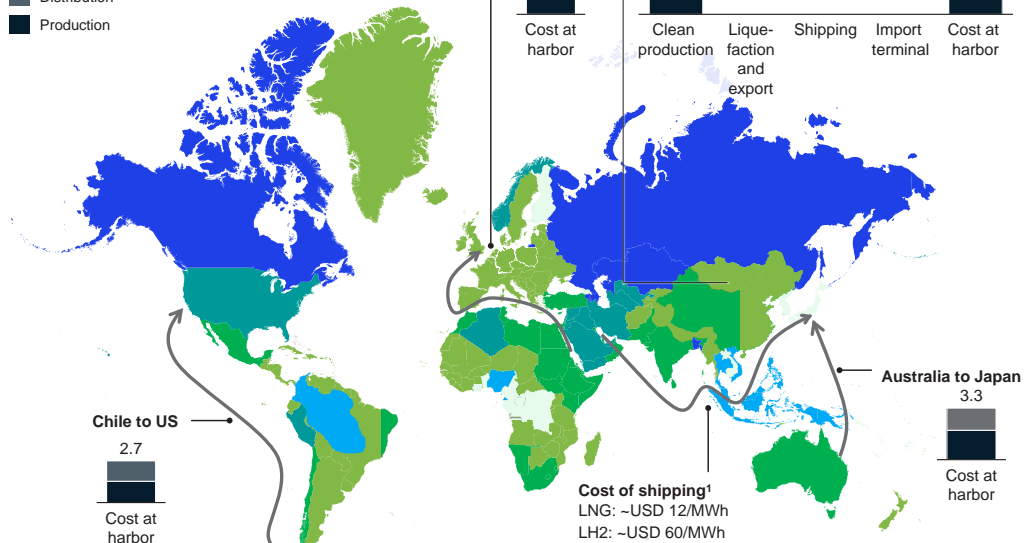 Distribution
Production
Cost at
harbor
Clean
production
Lique-
faction
and
export
Shipping
Import
terminal
Cost at
harbor
Chile to US
2.7
Cost at
harbor
Australia to Japan
3.3
Cost at
harbor
Cost of shipping¹
LNG: ~USD 12/MWh
LH2: ~USD 60/MWh